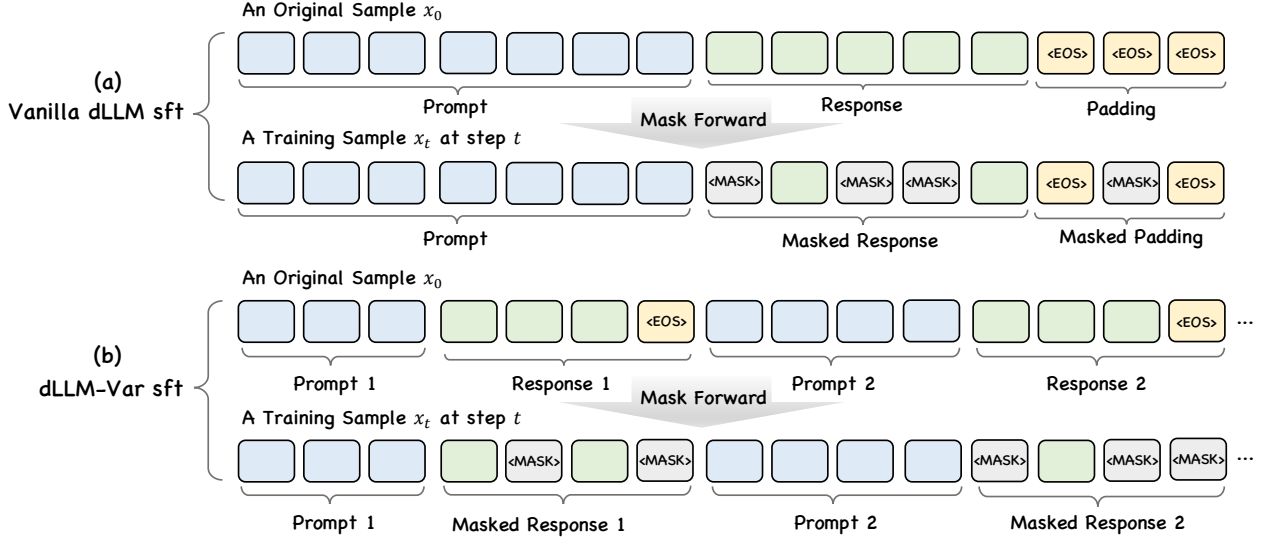 An Original Sample x₀
<EOS> <EOS> <EOS>
(a)
Vanilla dLLM sft
Prompt
Response
Padding
Mask Forward
A Training Sample xₜ at step t
<MASK> <MASK> <MASK> <EOS> <MASK> <EOS>
Prompt
Masked Response
Masked Padding
An Original Sample x₀
<EOS> <EOS> ...
(b)
dLLM-Var sft
Prompt 1
Response 1
Prompt 2
Response 2
Mask Forward
A Training Sample xₜ at step t
<MASK> <MASK> <MASK> <MASK> <MASK> ...
Prompt 1
Masked Response 1
Prompt 2
Masked Response 2